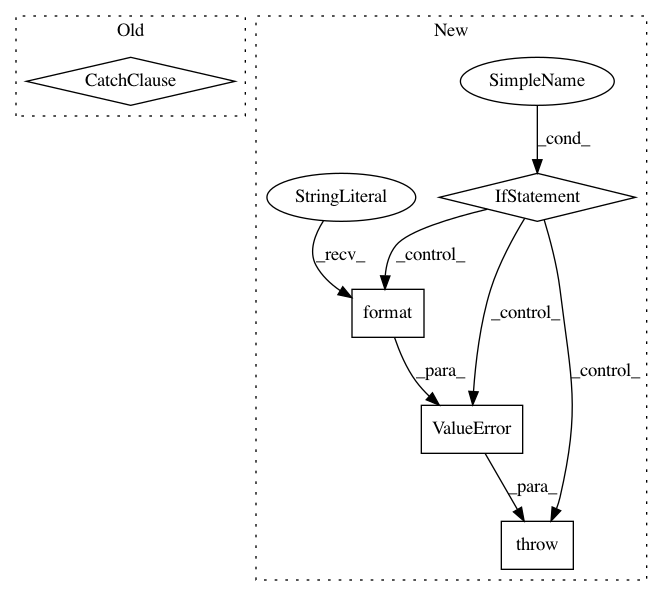 Old
New
CatchClause
SimpleName
_cond_
StringLiteral
IfStatement
_recv_
_control_
format
_control_
_control_
_para_
ValueError
_para_
throw